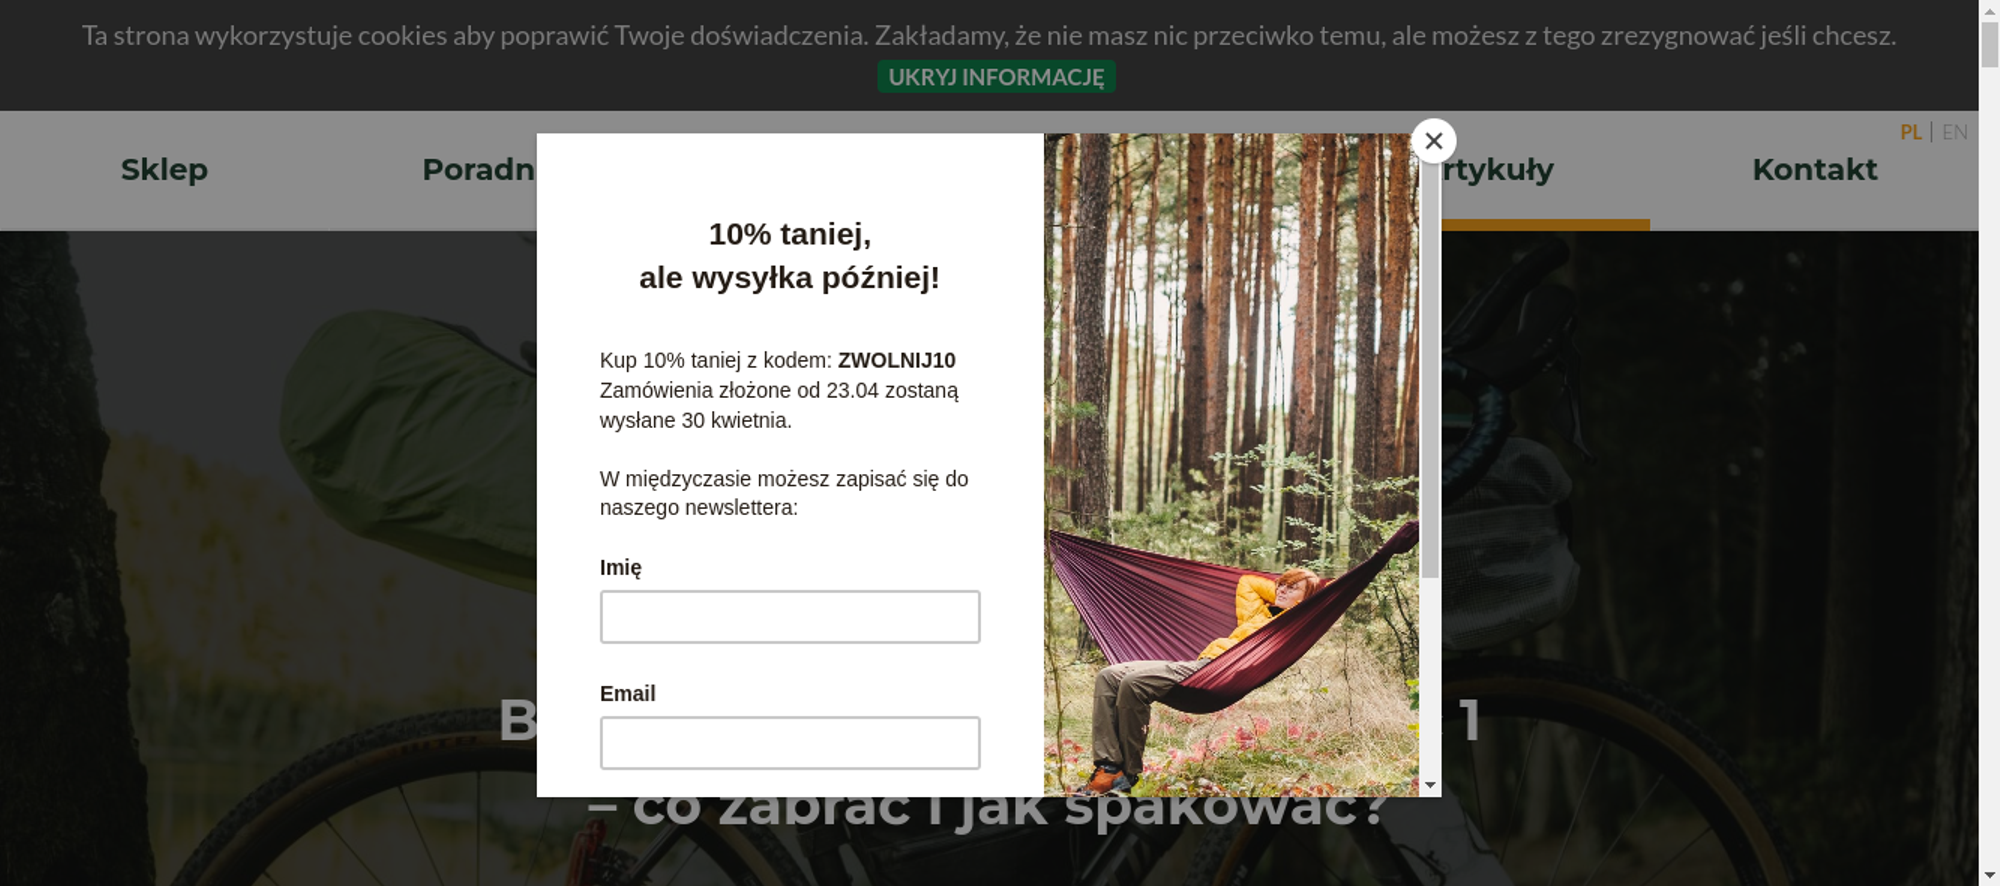 Ta strona wykorzystuje cookies aby poprawić Twoje doświadczenia. Zakładamy, że nie masz nic przeciwko temu, ale możesz z tego zrezygnować jeśli chcesz.
UKRYJ INFORMACJĘ
PL | EN
Sklep
Poradn
rtykuły
Kontakt
10% taniej,
ale wysyłka później!
Kup 10% taniej z kodem: ZWOLNIJ10
Zamówienia złożone od 23.04 zostaną
wysłane 30 kwietnia.
W międzyczasie możesz zapisać się do
naszego newslettera:
Imię
Email
B
1
– co zabrać i jak spakować?